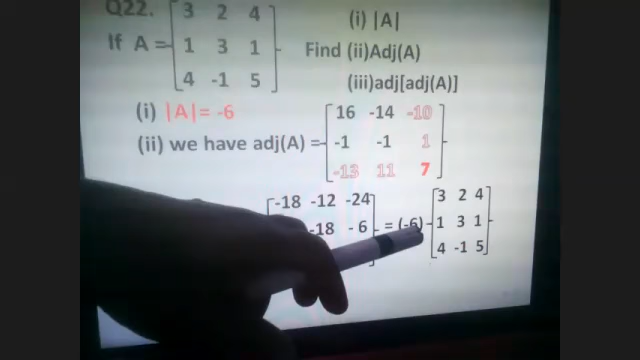 Q22.
If A = [3 2 4
1 3 1
4 -1 5]
Find
(i) |A|
(ii)Adj(A)
(iii)adj[adj(A)]
(i) |A|= -6
(ii) we have adj(A) = [16 -14 -10
-1 -1 1
-13 11 7]
[-18 -12 -24
-18 - 6] = (-6) [3 2 4
1 3 1
4 -1 5]